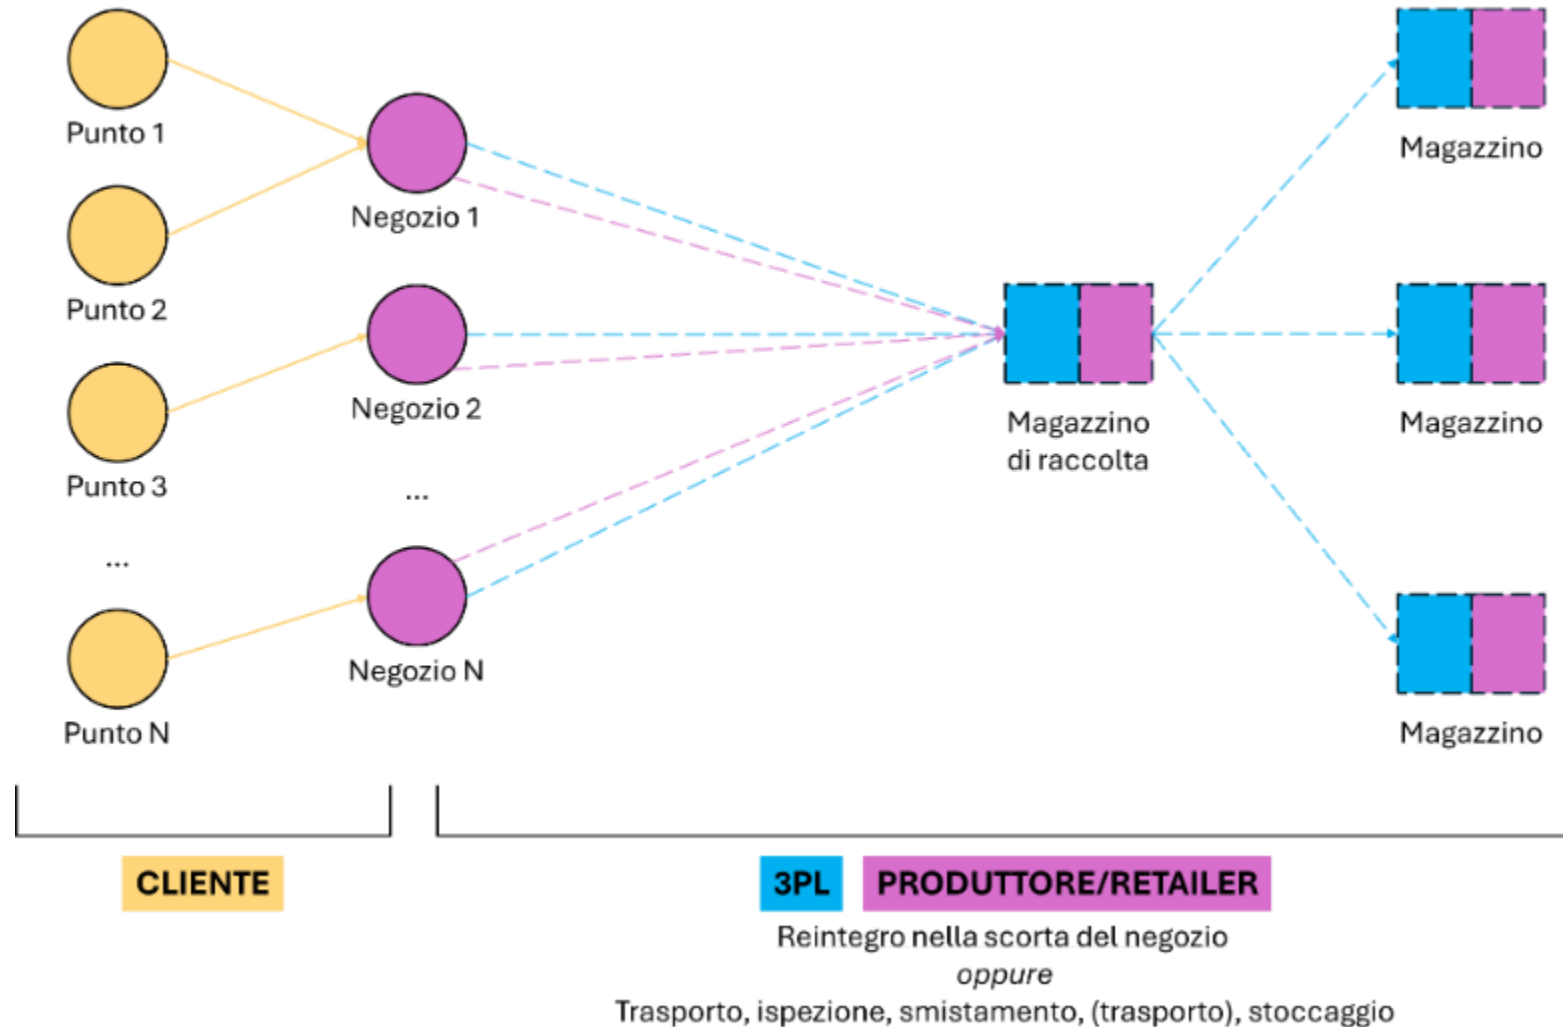 Punto 1
Punto 2
Punto 3
...
Punto N
Negozio 1
Negozio 2
...
Negozio N
Magazzino
di raccolta
Magazzino
Magazzino
Magazzino
CLIENTE
3PL
PRODUTTORE/RETAILER
Reintegro nella scorta del negozio
oppure
Trasporto, ispezione, smistamento, (trasporto), stoccaggio